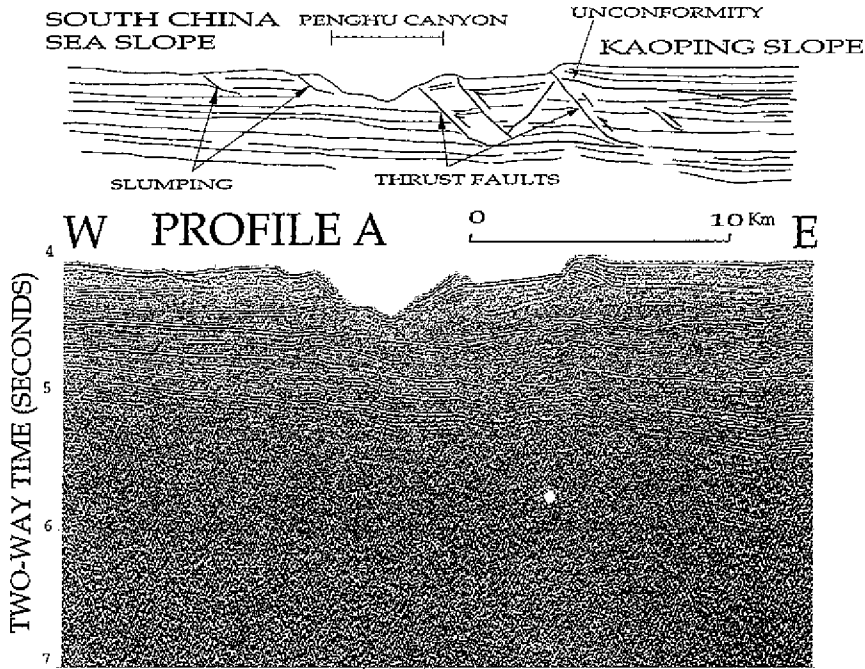 SOUTH CHINA
SEA SLOPE
PENGHU CANYON
UNCONFORMITY
KAOPING SLOPE
SLUMPING
THRUST FAULTS
W PROFILE A
0 10 Km
E
TWO-WAY TIME (SECONDS)
4
5
6
7